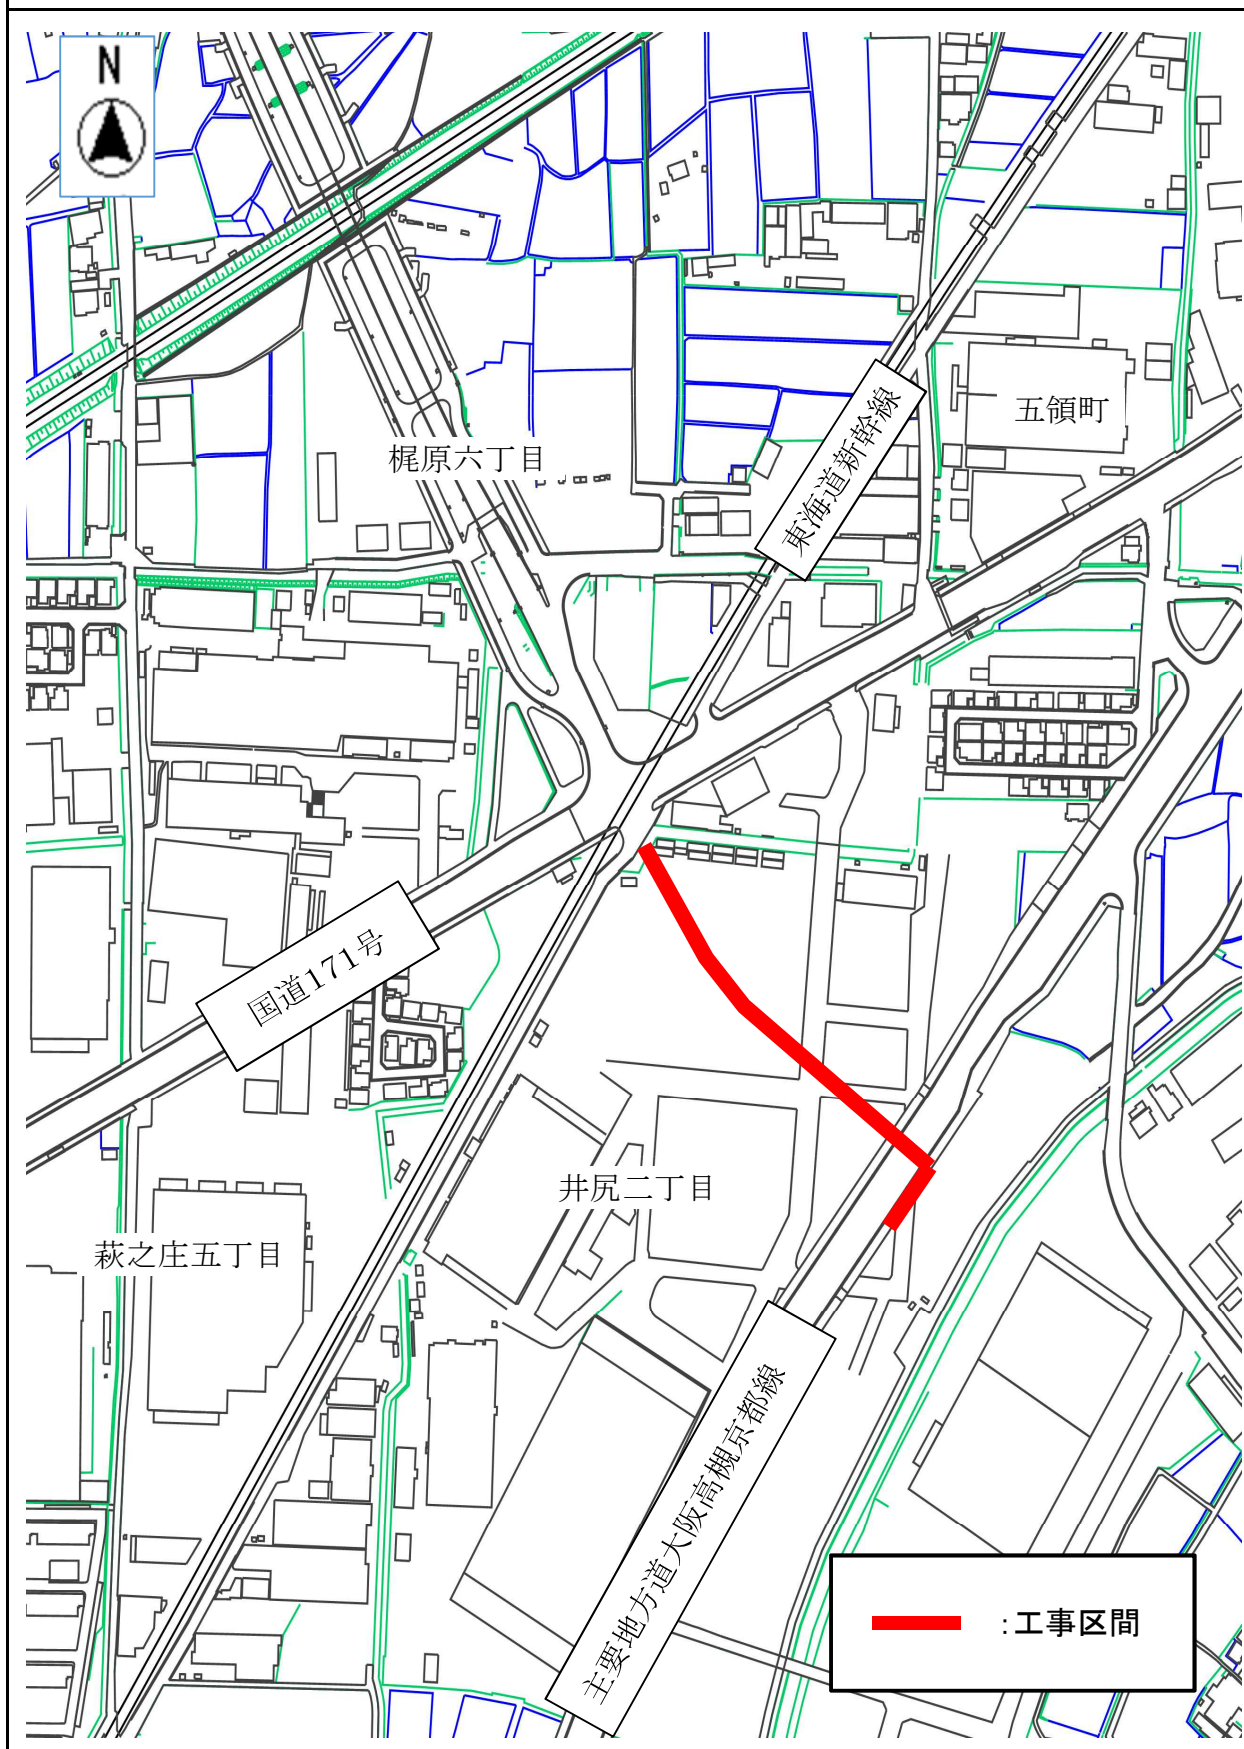 N
五領町
梶原六丁目
東海道新幹線
国道171号
井尻二丁目
萩之庄五丁目
主要地方道大阪高槻京都線
:工事区間